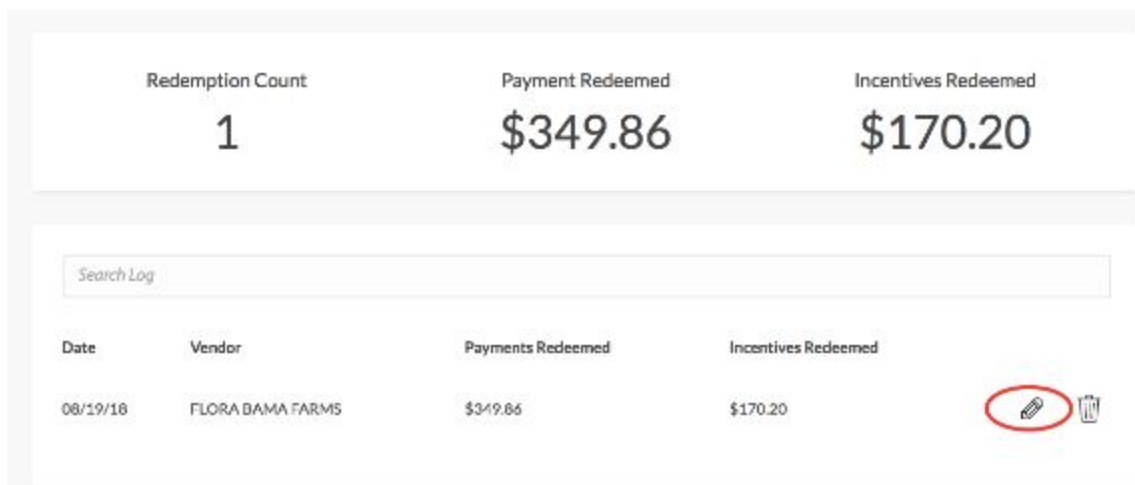 Redemption Count Payment Redeemed Incentives Redeemed
1 $349.86 $170.20
Search Log
Date Vendor Payments Redeemed Incentives Redeemed
08/19/18 FLORA BAMA FARMS $349.86 $170.20